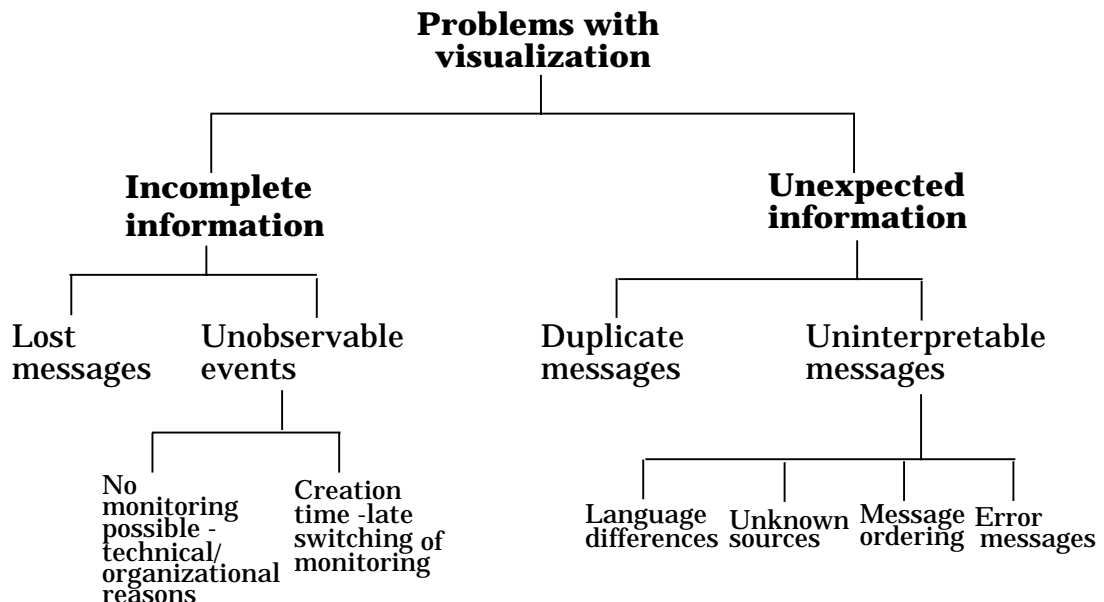 Problems with
visualization
Incomplete
information
Unexpected
information
Lost
messages
Unobservable
events
Duplicate
messages
Uninterpretable
messages
No
monitoring
possible -
technical/
organizational
reasons
Creation
time -late
switching of
monitoring
Language
differences
Unknown
sources
Message
ordering
Error
messages